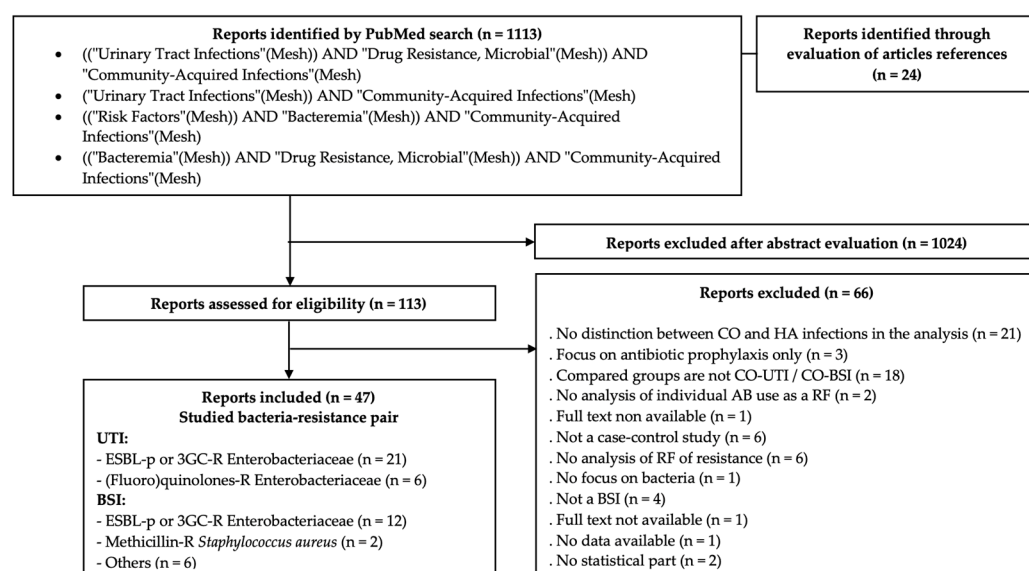 Reports identified by PubMed search (n = 1113)
• (("Urinary Tract Infections"(Mesh)) AND "Drug Resistance, Microbial"(Mesh)) AND
"Community-Acquired Infections"(Mesh)
• ("Urinary Tract Infections"(Mesh)) AND "Community-Acquired Infections"(Mesh)
• (("Risk Factors"(Mesh)) AND "Bacteremia"(Mesh)) AND "Community-Acquired
Infections"(Mesh)
• (("Bacteremia"(Mesh)) AND "Drug Resistance, Microbial"(Mesh)) AND "Community-Acquired
Infections"(Mesh)
Reports identified through
evaluation of articles references
(n = 24)
Reports excluded after abstract evaluation (n = 1024)
Reports assessed for eligibility (n = 113)
Reports excluded (n = 66)
. No distinction between CO and HA infections in the analysis (n = 21)
. Focus on antibiotic prophylaxis only (n = 3)
. Compared groups are not CO-UTI / CO-BSI (n = 18)
. No analysis of individual AB use as a RF (n = 2)
. Full text non available (n = 1)
. Not a case-control study (n = 6)
. No analysis of RF of resistance (n = 6)
. No focus on bacteria (n = 1)
. Not a BSI (n = 4)
. Full text not available (n = 1)
. No data available (n = 1)
. No statistical part (n = 2)
Reports included (n = 47)
Studied bacteria-resistance pair
UTI:
- ESBL-p or 3GC-R Enterobacteriaceae (n = 21)
- (Fluoro)quinolones-R Enterobacteriaceae (n = 6)
BSI:
- ESBL-p or 3GC-R Enterobacteriaceae (n = 12)
- Methicillin-R Staphylococcus aureus (n = 2)
- Others (n = 6)